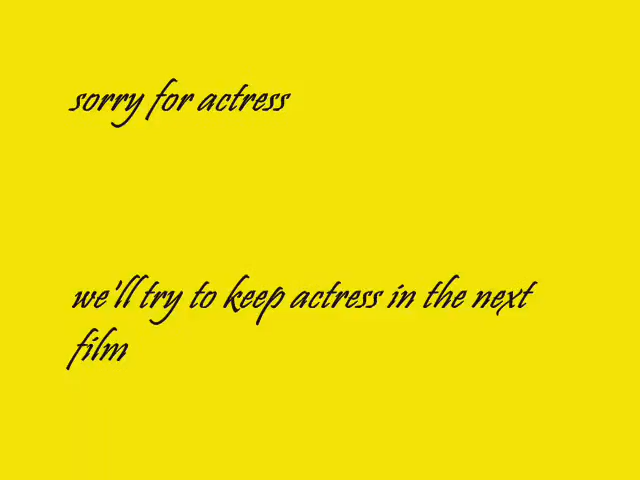 sorry for actress
we'll try to keep actress in the next
film